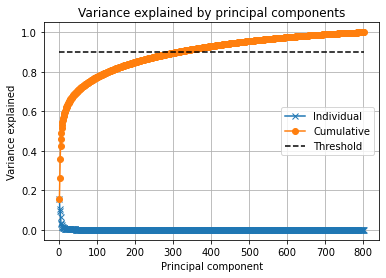 Variance explained by principal components
1.0
0.8
0.6
0.4
0.2
0.0
Variance explained
Individual
Cumulative
Threshold
0 100 200 300 400 500 600 700 800
Principal component